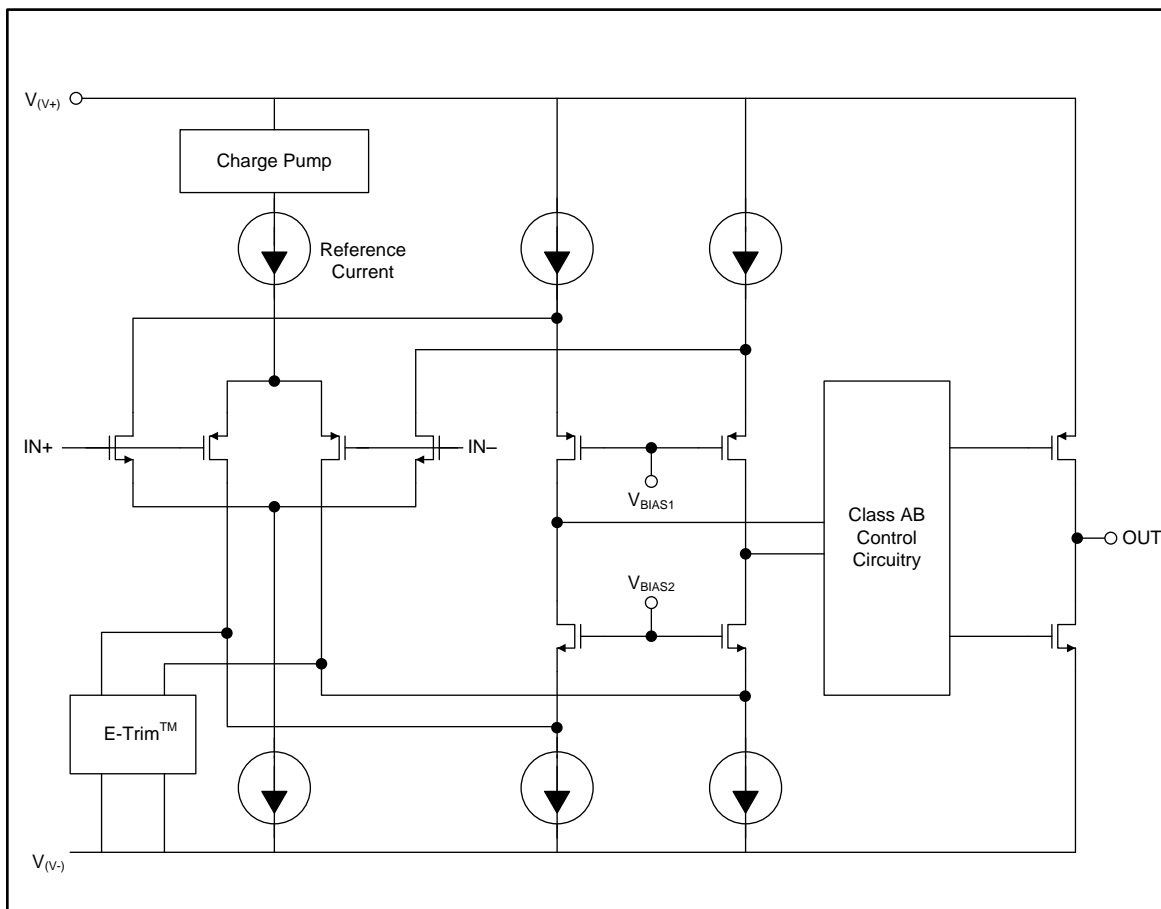 V(V+)
Charge Pump
Reference
Current
IN+
IN–
VBIAS1
Class AB
Control
Circuitry
OUT
VBIAS2
E-Trim™
V(V-)